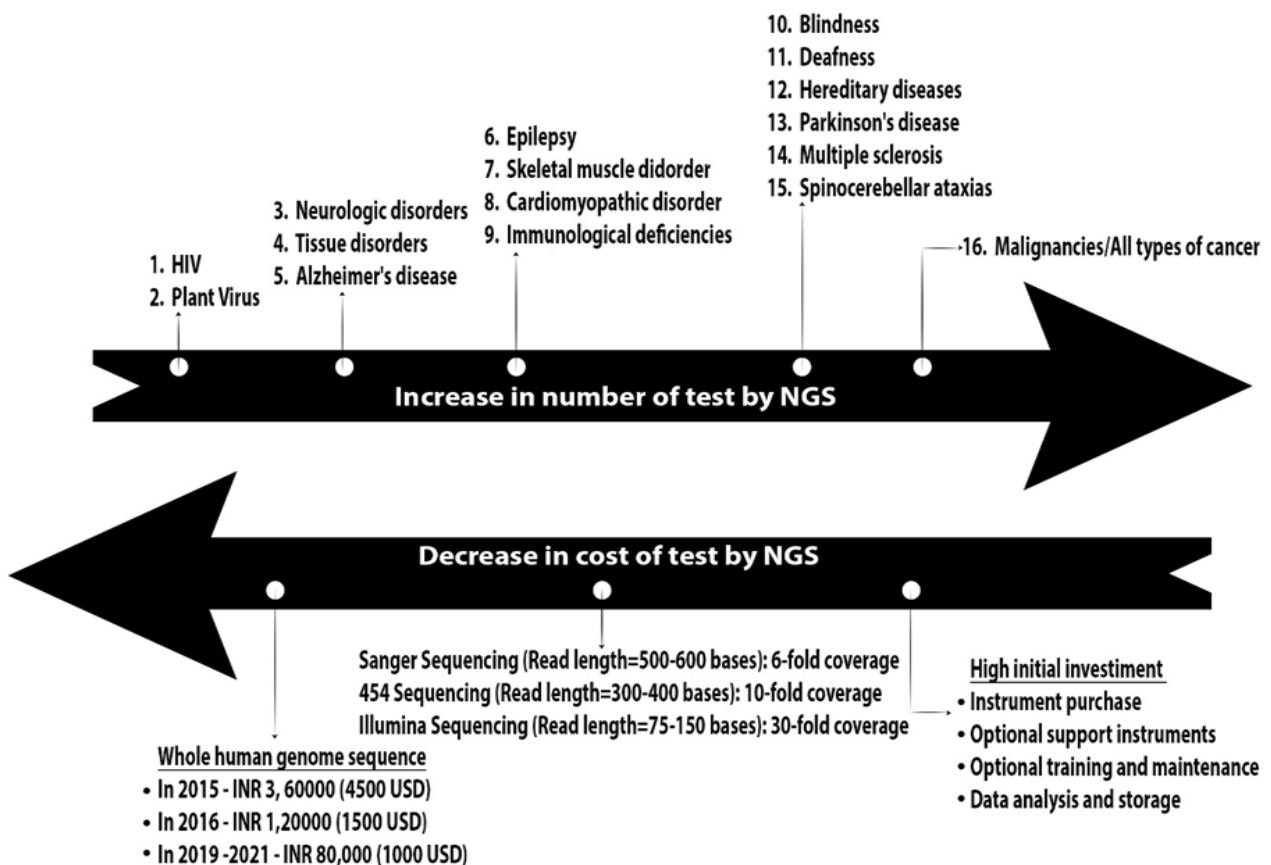 1. HIV
2. Plant Virus
3. Neurologic disorders
4. Tissue disorders
5. Alzheimer's disease
6. Epilepsy
7. Skeletal muscle didorder
8. Cardiomyopathic disorder
9. Immunological deficiencies
10. Blindness
11. Deafness
12. Hereditary diseases
13. Parkinson's disease
14. Multiple sclerosis
15. Spinocerebellar ataxias
16. Malignancies/All types of cancer
Increase in number of test by NGS
Decrease in cost of test by NGS
Whole human genome sequence
• In 2015 - INR 3, 60000 (4500 USD)
• In 2016 - INR 1,20000 (1500 USD)
• In 2019 -2021 - INR 80,000 (1000 USD)
Sanger Sequencing (Read length=500-600 bases): 6-fold coverage
454 Sequencing (Read length=300-400 bases): 10-fold coverage
Illumina Sequencing (Read length=75-150 bases): 30-fold coverage
High initial investiment
• Instrument purchase
• Optional support instruments
• Optional training and maintenance
• Data analysis and storage